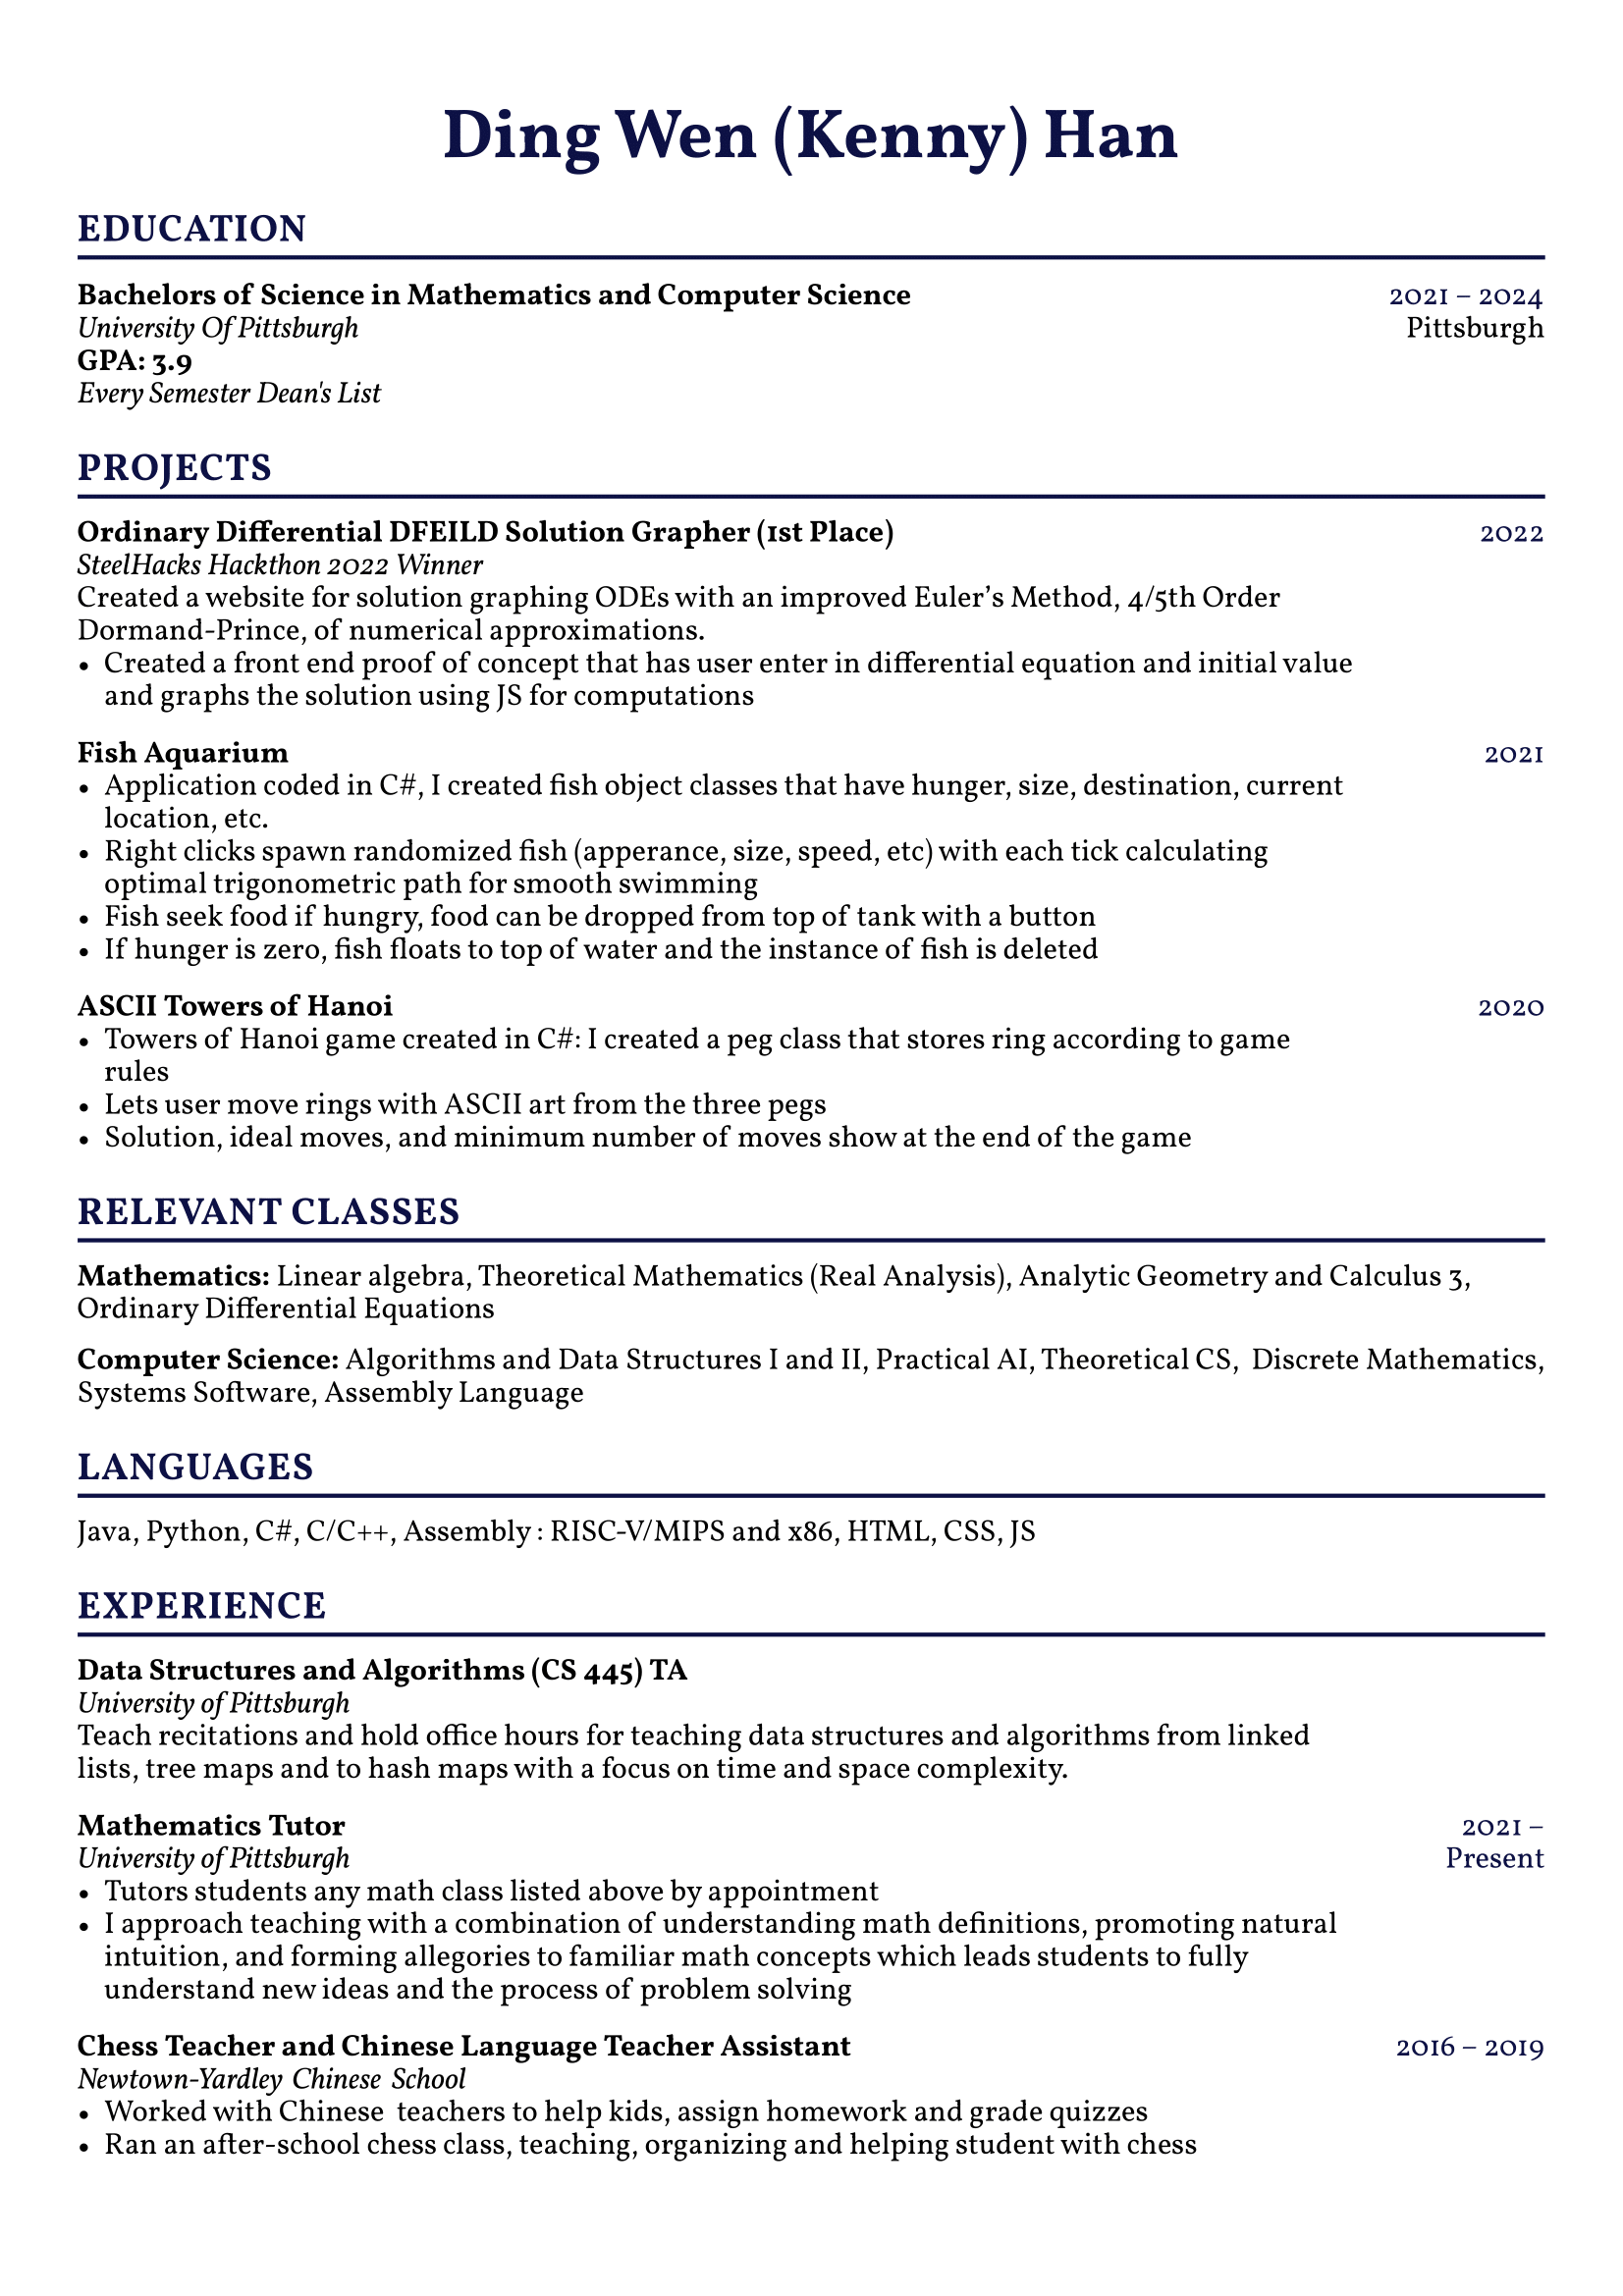 Ding Wen (Kenny) Han
EDUCATION
Bachelors of Science in Mathematics and Computer Science 2021 – 2024
University Of Pittsburgh Pittsburgh
GPA: 3.9
Every Semester Dean's List
PROJECTS
Ordinary Differential DFEILD Solution Grapher (1st Place) 2022
SteelHacks Hackthon 2022 Winner
Created a website for solution graphing ODEs with an improved Euler’s Method, 4/5th Order
Dormand-Prince, of numerical approximations.
• Created a front end proof of concept that has user enter in differential equation and initial value
and graphs the solution using JS for computations
Fish Aquarium 2021
• Application coded in C#, I created fish object classes that have hunger, size, destination, current
location, etc.
• Right clicks spawn randomized fish (apperance, size, speed, etc) with each tick calculating
optimal trigonometric path for smooth swimming
• Fish seek food if hungry, food can be dropped from top of tank with a button
• If hunger is zero, fish floats to top of water and the instance of fish is deleted
ASCII Towers of Hanoi 2020
• Towers of Hanoi game created in C#: I created a peg class that stores ring according to game
rules
• Lets user move rings with ASCII art from the three pegs
• Solution, ideal moves, and minimum number of moves show at the end of the game
RELEVANT CLASSES
Mathematics: Linear algebra, Theoretical Mathematics (Real Analysis), Analytic Geometry and Calculus 3,
Ordinary Differential Equations
Computer Science: Algorithms and Data Structures I and II, Practical AI, Theoretical CS, Discrete Mathematics,
Systems Software, Assembly Language
LANGUAGES
Java, Python, C#, C/C++, Assembly : RISC-V/MIPS and x86, HTML, CSS, JS
EXPERIENCE
Data Structures and Algorithms (CS 445) TA
University of Pittsburgh
Teach recitations and hold office hours for teaching data structures and algorithms from linked
lists, tree maps and to hash maps with a focus on time and space complexity.
Mathematics Tutor 2021 –
University of Pittsburgh Present
• Tutors students any math class listed above by appointment
• I approach teaching with a combination of understanding math definitions, promoting natural
intuition, and forming allegories to familiar math concepts which leads students to fully
understand new ideas and the process of problem solving
Chess Teacher and Chinese Language Teacher Assistant 2016 – 2019
Newtown-Yardley Chinese School
• Worked with Chinese teachers to help kids, assign homework and grade quizzes
• Ran an after-school chess class, teaching, organizing and helping student with chess